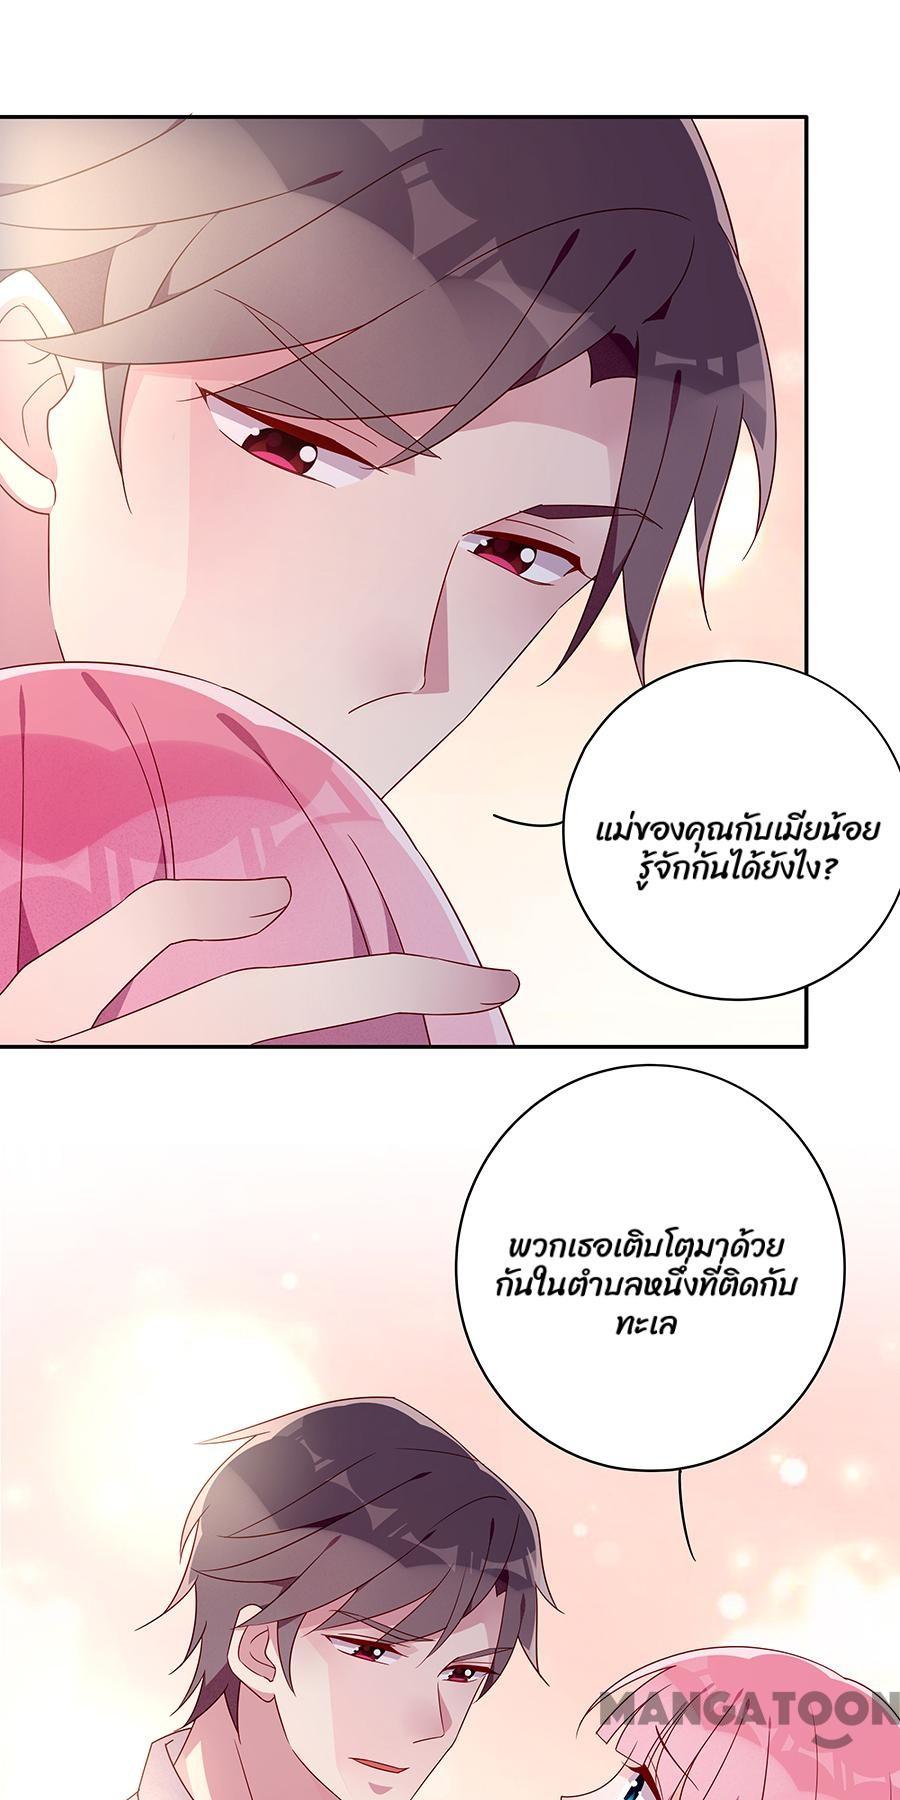 แม่ของคุณกับเมียน้อย
รู้จักกันได้ยังไง?
พวกเธอเติบโตมาด้วย
กันในตำบลหนึ่งที่ติดกับ
ทะเล
MANGATOON